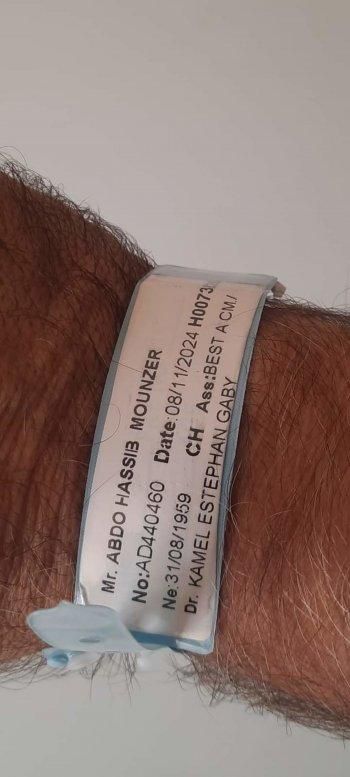 Mr. ABDO HASSIB MOUNZER
No:AD440460 Date:08/11/2024 H0073
Ne:31/08/1959 CH Ass:BEST A CM/
Dr. KAMEL ESTEPHAN GABY